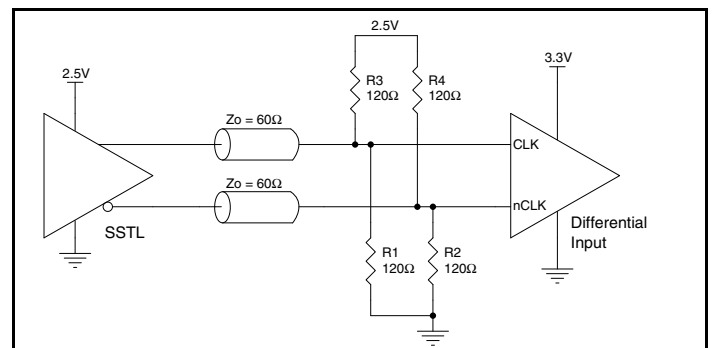 2.5V
3.3V
2.5V
R3
120Ω
R4
120Ω
Zo = 60Ω
CLK
Zo = 60Ω
nCLK
SSTL
Differential
Input
R1
120Ω
R2
120Ω